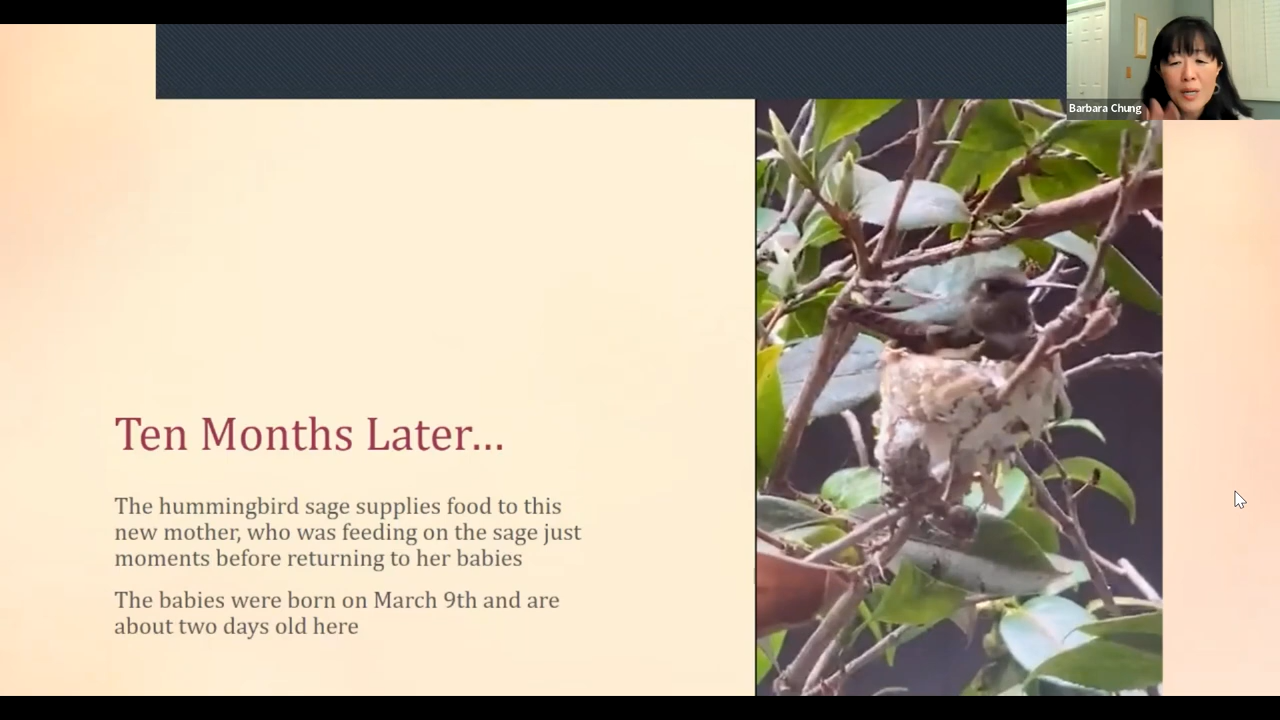 Barbara Chung
Ten Months Later...
The hummingbird sage supplies food to this
new mother, who was feeding on the sage just
moments before returning to her babies
The babies were born on March 9th and are
about two days old here